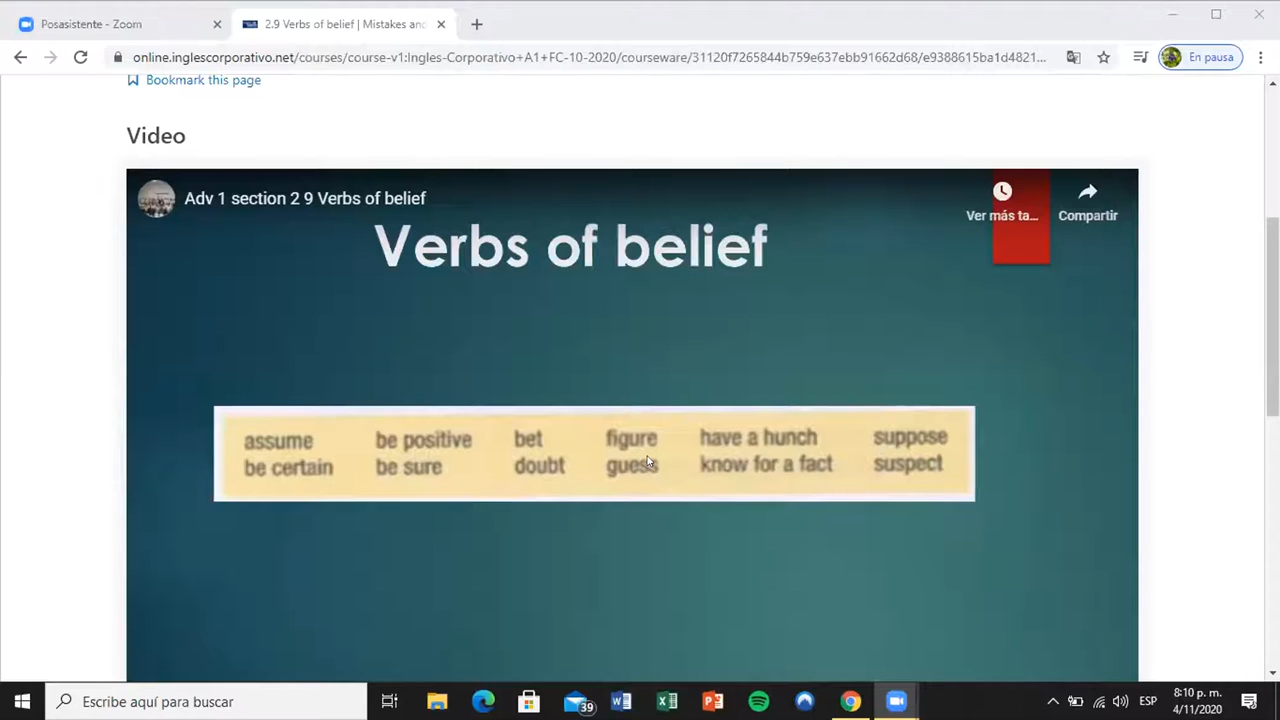 Posasistente - Zoom
2.9 Verbs of belief | Mistakes and
online.inglescorporativo.net/courses/course-v1:Ingles-Corporativo+A1+FC-10-2020/courseware/31120f7265844b759e637ebb91662d68/e9388615ba1d4821...
En pausa
Bookmark this page
Video
Adv 1 section 2 9 Verbs of belief
Ver más ta...
Compartir
Verbs of belief
assume be positive bet figure have a hunch suppose
be certain be sure doubt guess know for a fact suspect
Escribe aquí para buscar
39
ESP
8:10 p. m.
4/11/2020